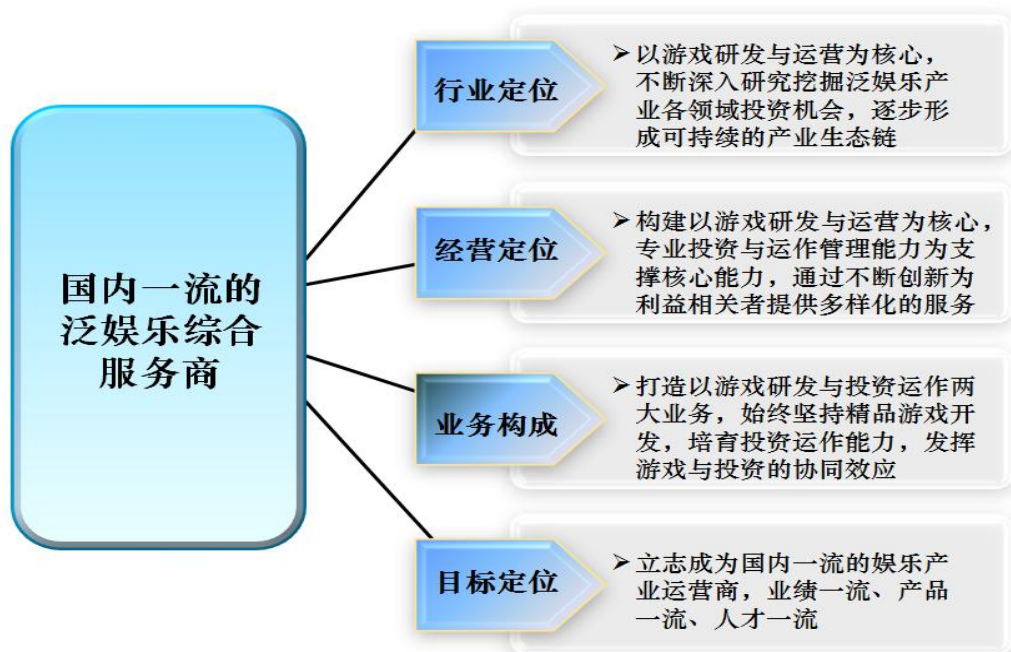 国内一流的
泛娱乐综合
服务商
行业定位
➢以游戏研发与运营为核心，
不断深入研究挖掘泛娱乐产
业各领域投资机会，逐步形
成可持续的产业生态链
经营定位
➢构建以游戏研发与运营为核心，
专业投资与运作管理能力为支
撑核心能力，通过不断创新为
利益相关者提供多样化的服务
业务构成
➢打造以游戏研发与投资运作两
大业务，始终坚持精品游戏开
发，培育投资运作能力，发挥
游戏与投资的协同效应
目标定位
➢立志成为国内一流的娱乐产
业运营商，业绩一流、产品
一流、人才一流